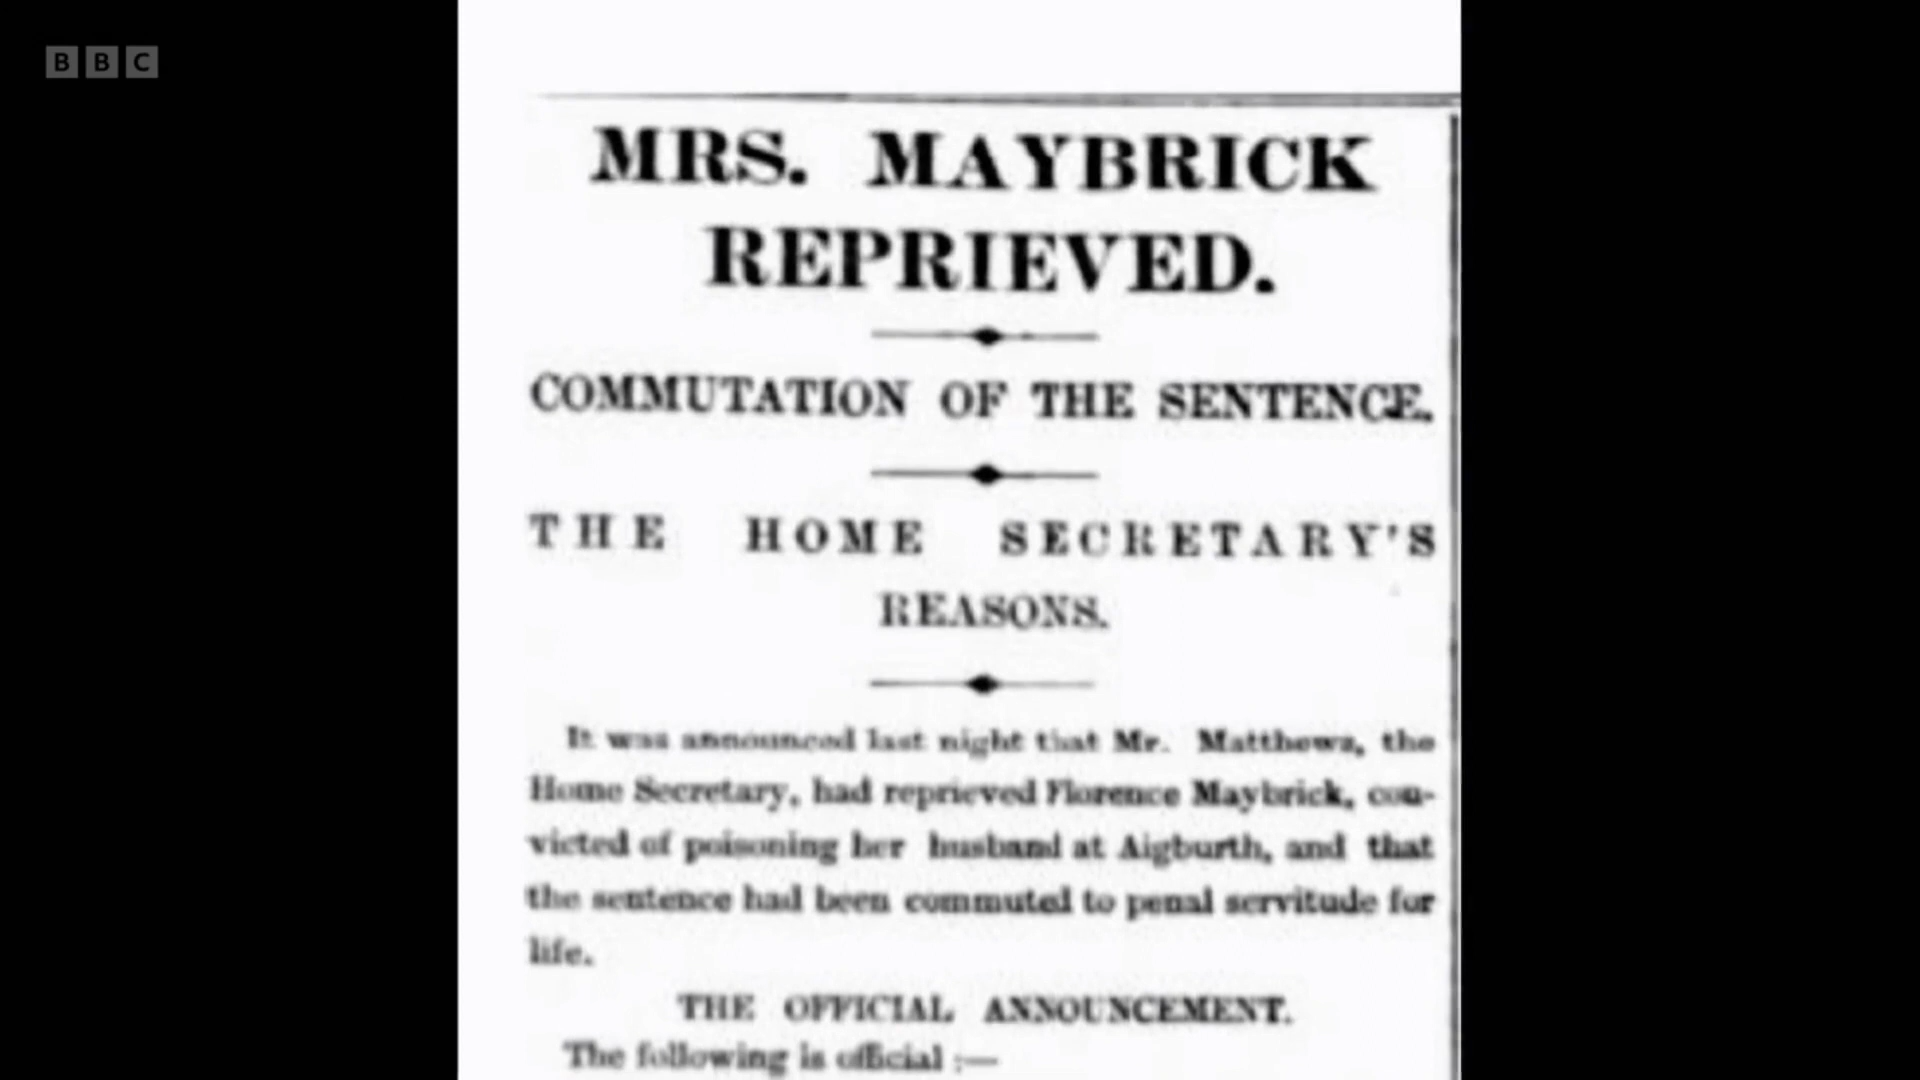 BBC
MRS. MAYBRICK
REPRIEVED.
COMMUTATION OF THE SENTENCE.
THE HOME SECRETARY'S
REASONS.
It was announced last night that Mr. Matthews, the
Home Secretary, had reprieved Florence Maybrick, con-
victed of poisoning her husband at Aigburth, and that
the sentence had been commuted to penal servitude for
life.
THE OFFICIAL ANNOUNCEMENT.
The following is official :—